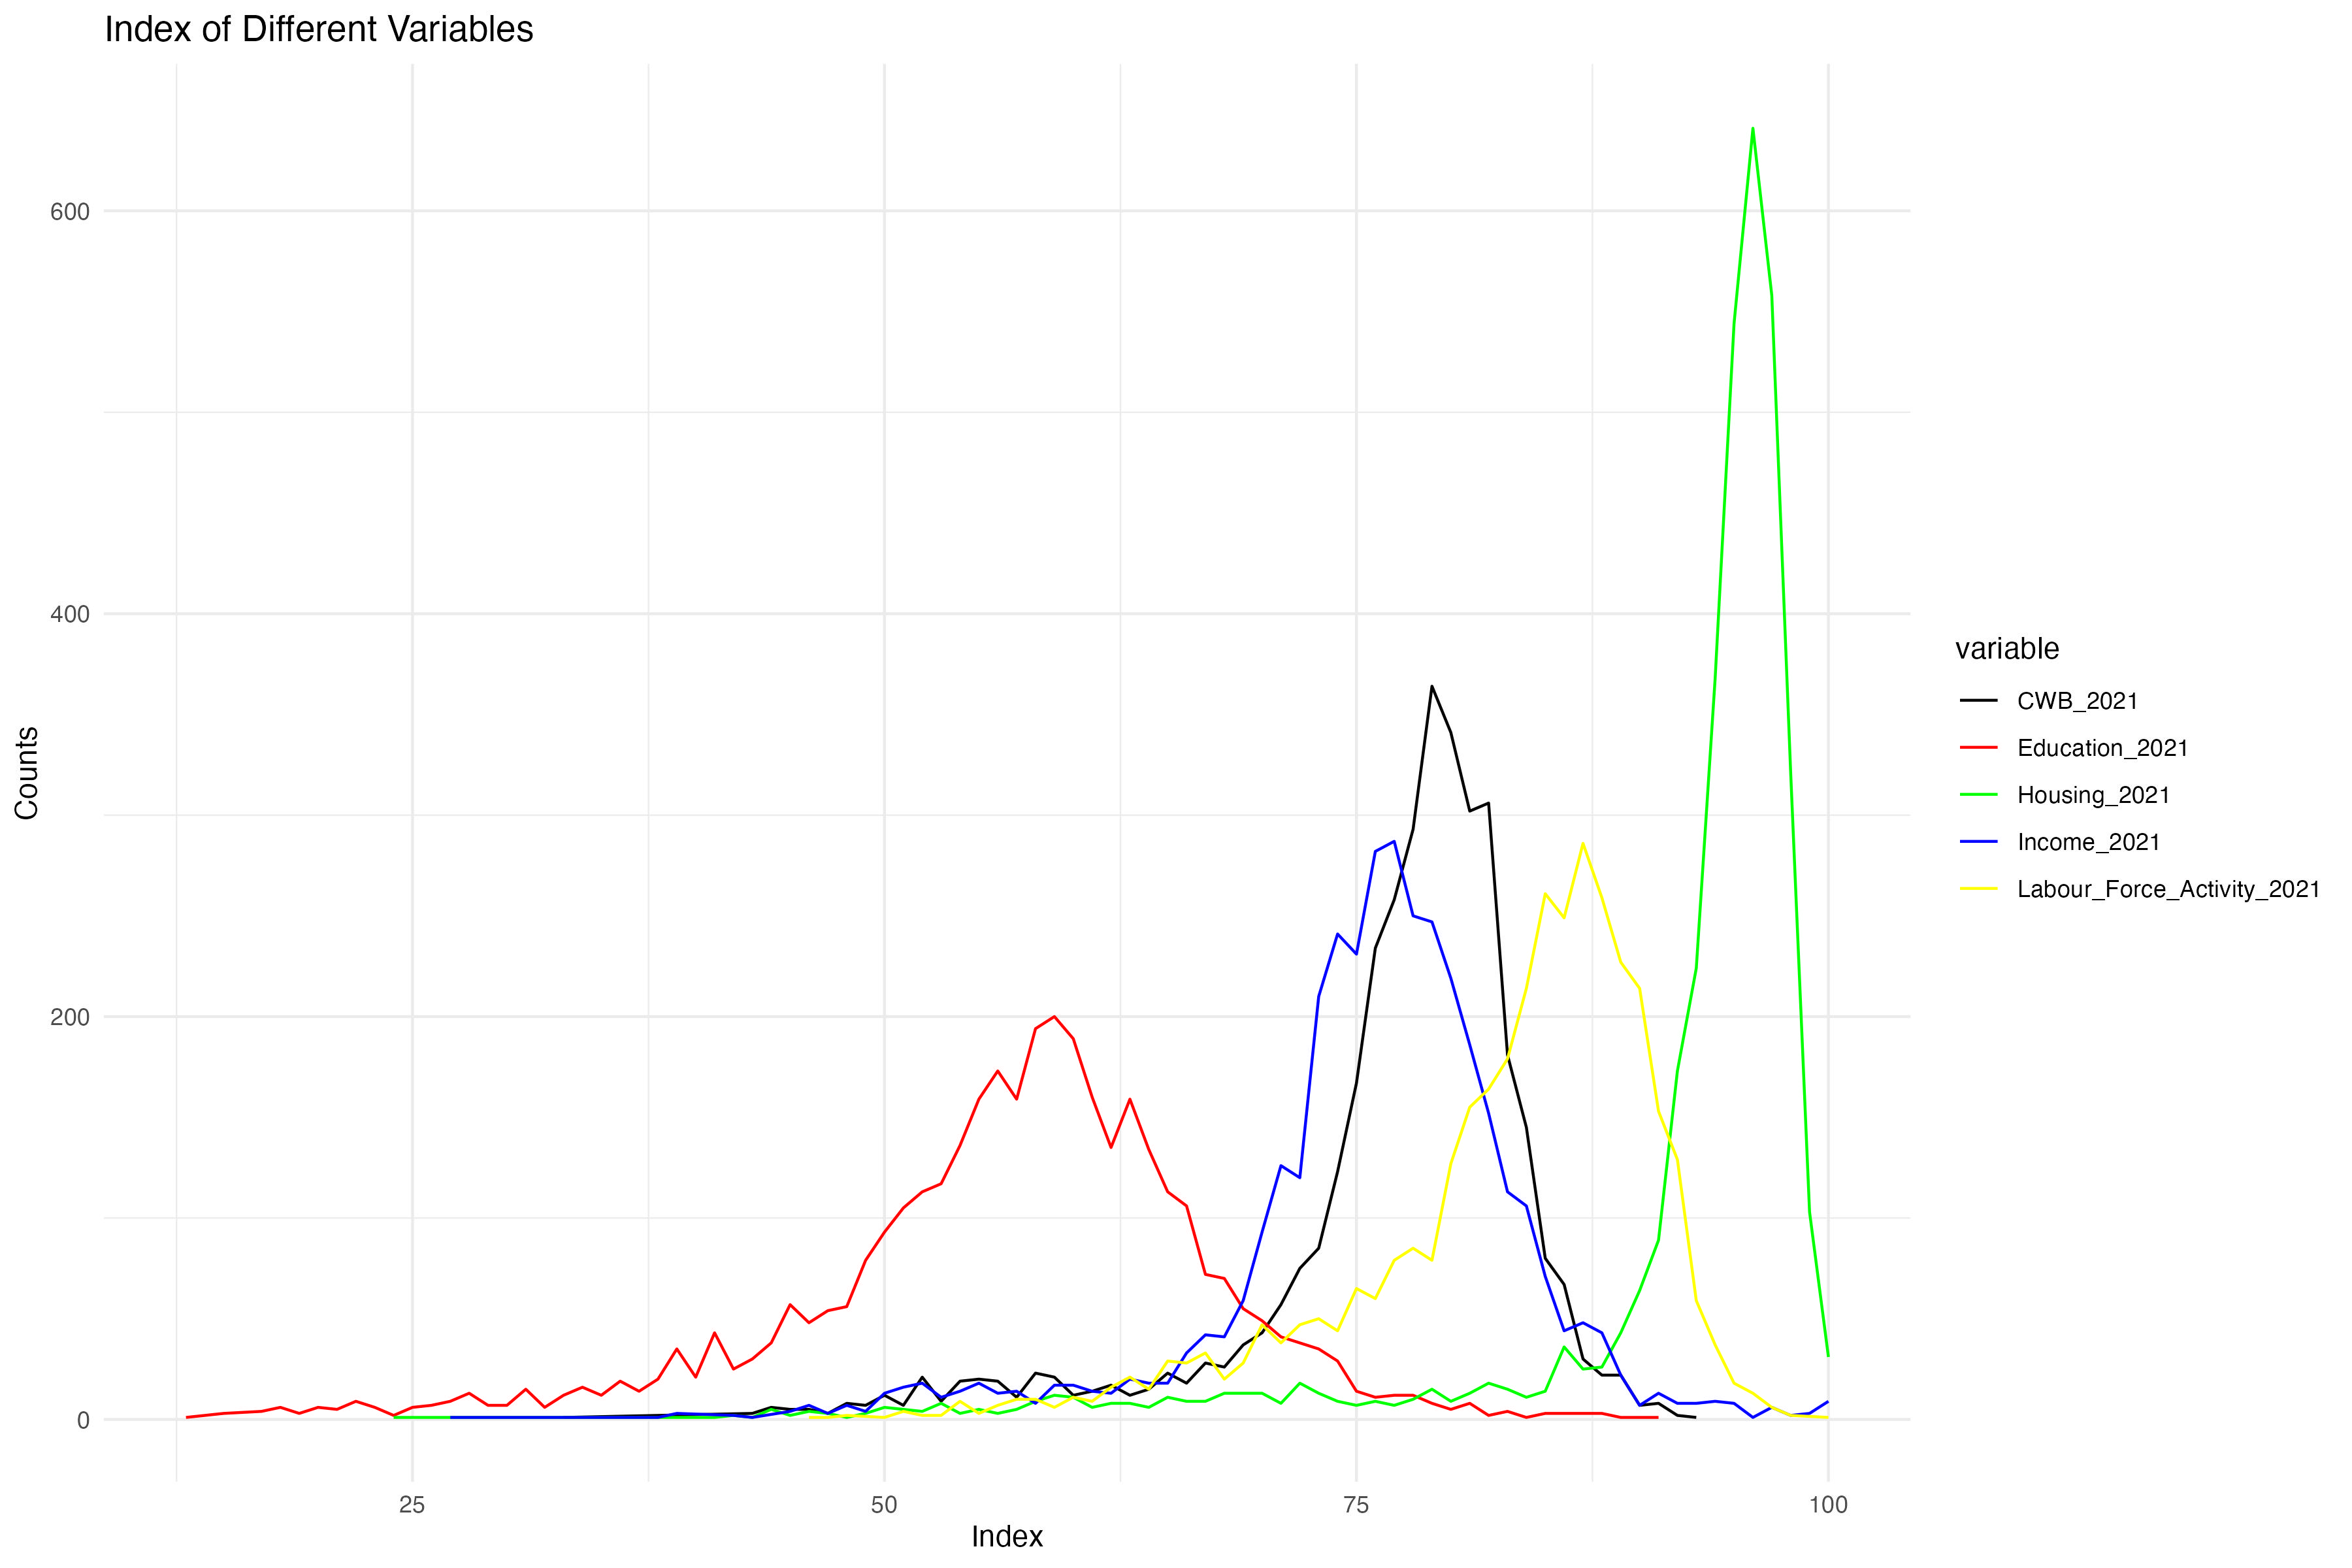 Index of Different Variables
600
400
200
0
Counts
25 50 75 100
Index
variable
CWB_2021
Education_2021
Housing_2021
Income_2021
Labour_Force_Activity_2021